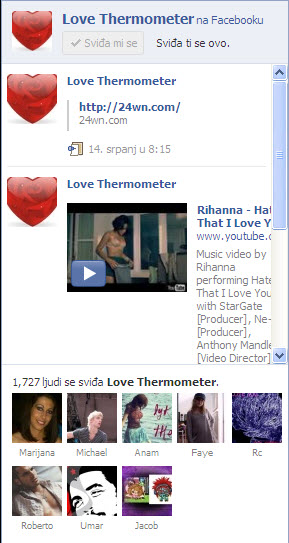 Love Thermometer na Facebooku
Sviđa mi se
Sviđa ti se ovo.
Love Thermometer
http://24wn.com/
24wn.com
14. srpanj u 8:15
Love Thermometer
Rihanna - Hat
That I Love Y
www.youtube.c
Music video by
Rihanna
performing Hate
That I Love You
with StarGate
[Producer], Ne-
[Producer],
Anthony Mandle
[Video Director]
YouTube
1,727 ljudi se sviđa Love Thermometer.
Marijana Michael Anam Faye Rc
Roberto Umar Jacob